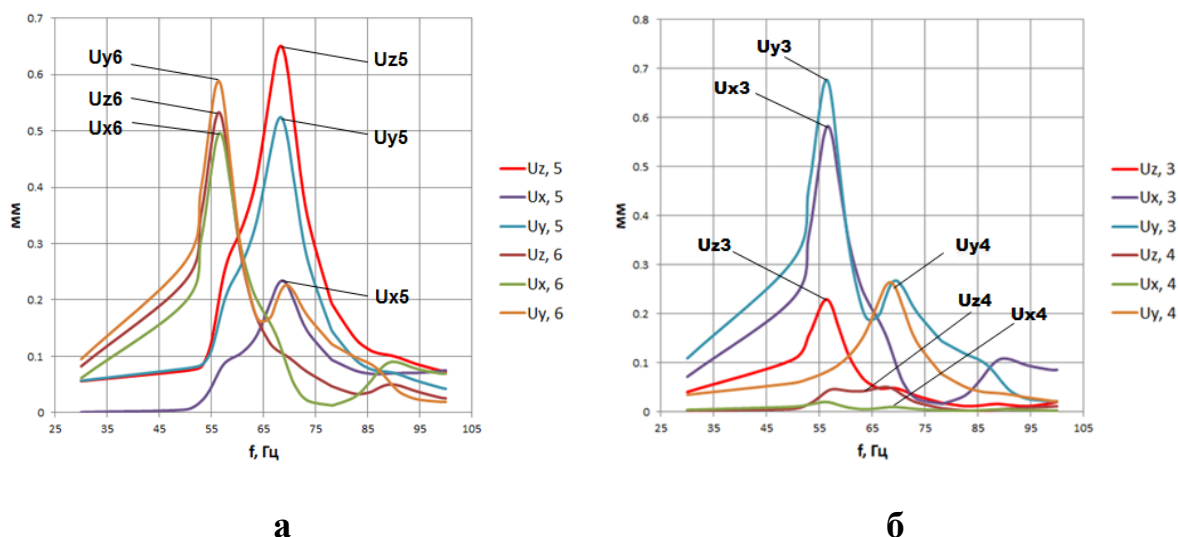 0.7
0.6
0.5
0.4
0.3
0.2
0.1
0
мм
25 35 45 55 65 75 85 95 105
f, Гц
Uy6
Uz6
Ux6
Uz5
Uy5
Ux5
Uz, 5
Ux, 5
Uy, 5
Uz, 6
Ux, 6
Uy, 6
а
0.8
0.7
0.6
0.5
0.4
0.3
0.2
0.1
0
мм
25 35 45 55 65 75 85 95 105
f, Гц
Uy3
Ux3
Uz3
Uy4
Uz4
Ux4
Uz, 3
Ux, 3
Uy, 3
Uz, 4
Ux, 4
Uy, 4
б